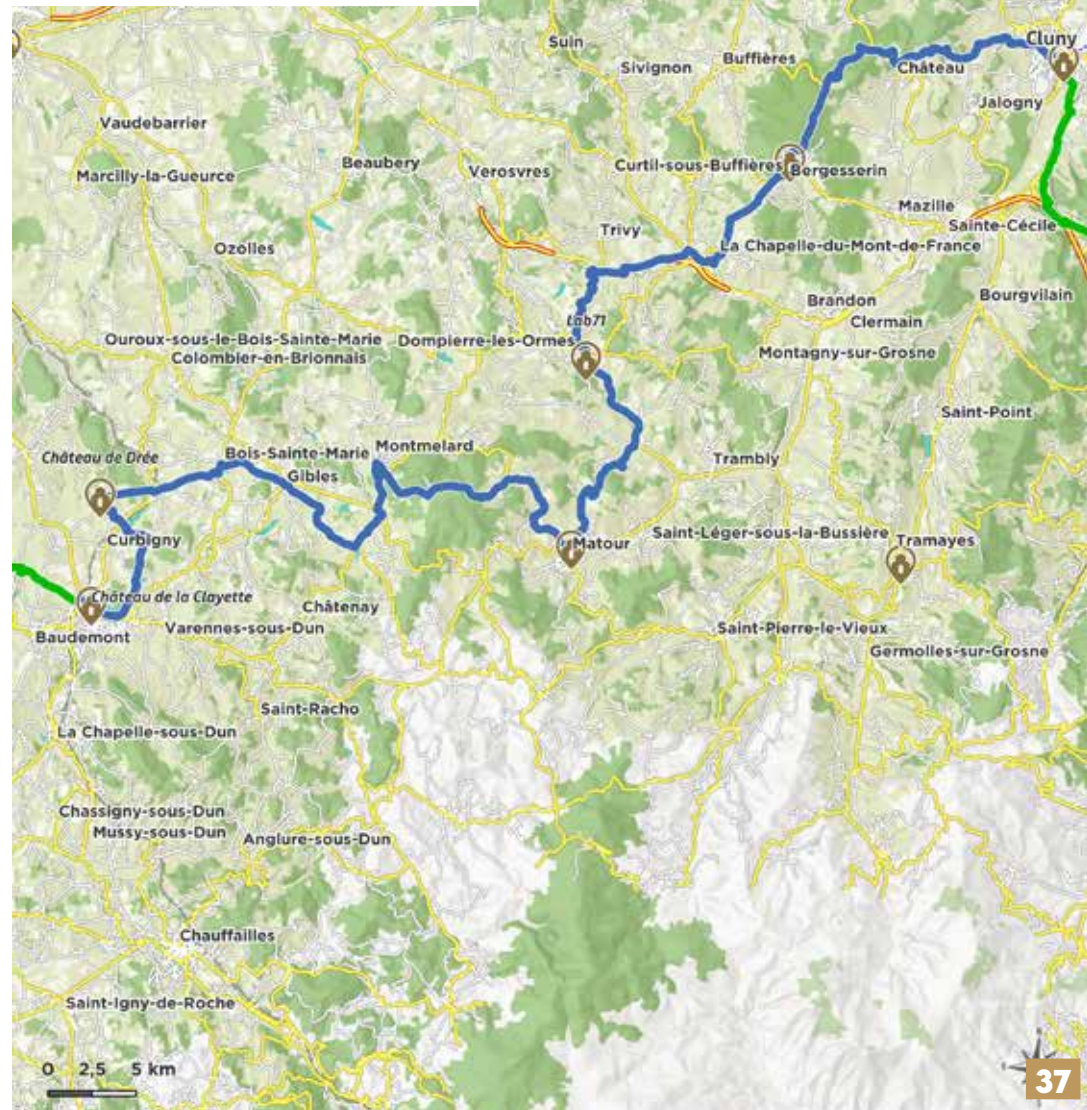 Suin
Cluny
Sivignon
Buffières
Château
Jalogny
Vaudebarrier
Marcilly-la-Gueurce
Beaubery
Verosvres
Curtil-sous-Buffières
Bergesserin
Mazille
Sainte-Cécile
Trivy
La Chapelle-du-Mont-de-France
Ozolles
Bourgvilain
Brandon
Clermain
Lab71
Ouroux-sous-le-Bois-Sainte-Marie
Dompierre-les-Ormes
Colombier-en-Brionnais
Montagny-sur-Grosne
Saint-Point
Château de Drée
Bois-Sainte-Marie
Montmelard
Gibles
Trambly
Curbigny
Matour
Saint-Léger-sous-la-Bussière
Tramayes
Château de la Clayette
Châtenay
Baudemont
Varennes-sous-Dun
Saint-Pierre-le-Vieux
Germolles-sur-Grosne
Saint-Racho
La Chapelle-sous-Dun
Chassigny-sous-Dun
Mussy-sous-Dun
Anglure-sous-Dun
Chauffailles
Saint-Igny-de-Roche
0 2,5 5 km
37